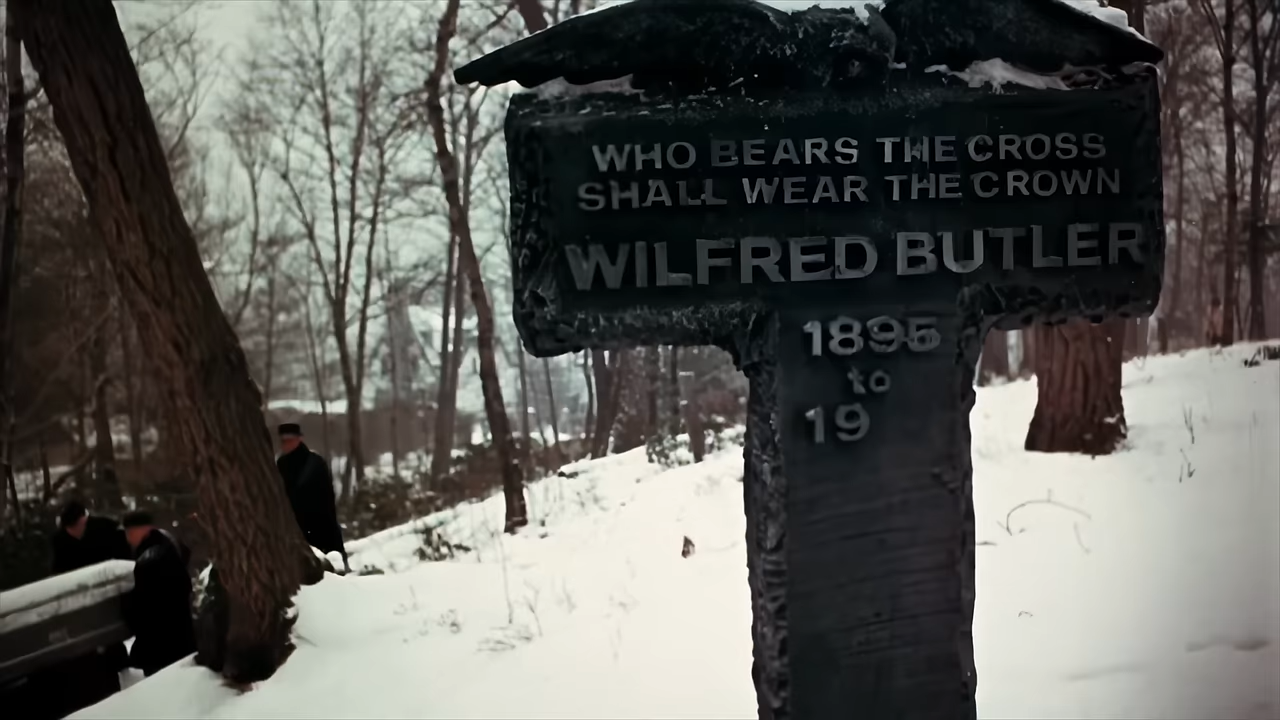 WHO BEARS THE CROSS
SHALL WEAR THE CROWN
WILFRED BUTLER
1895
to
19